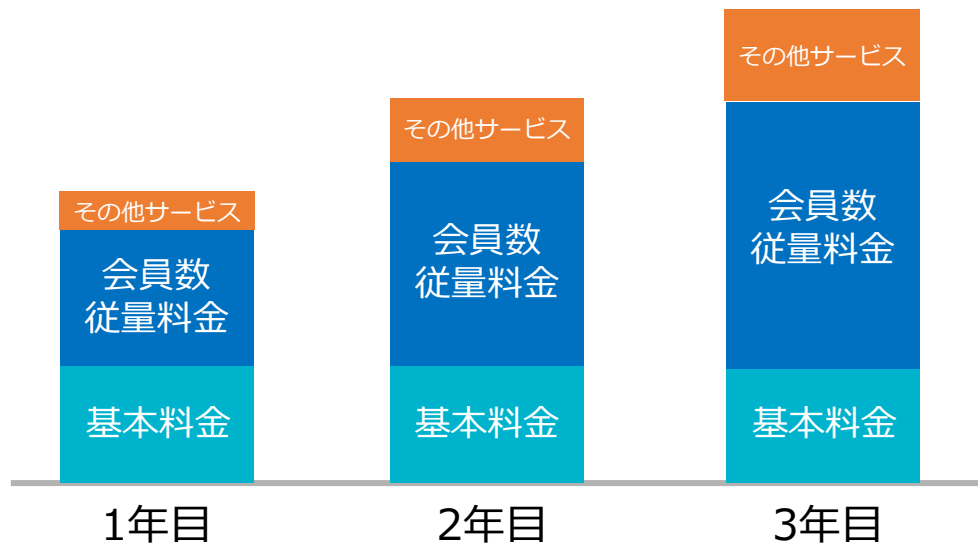 その他サービス
会員数
従量料金
基本料金
1年目
その他サービス
会員数
従量料金
基本料金
2年目
その他サービス
会員数
従量料金
基本料金
3年目